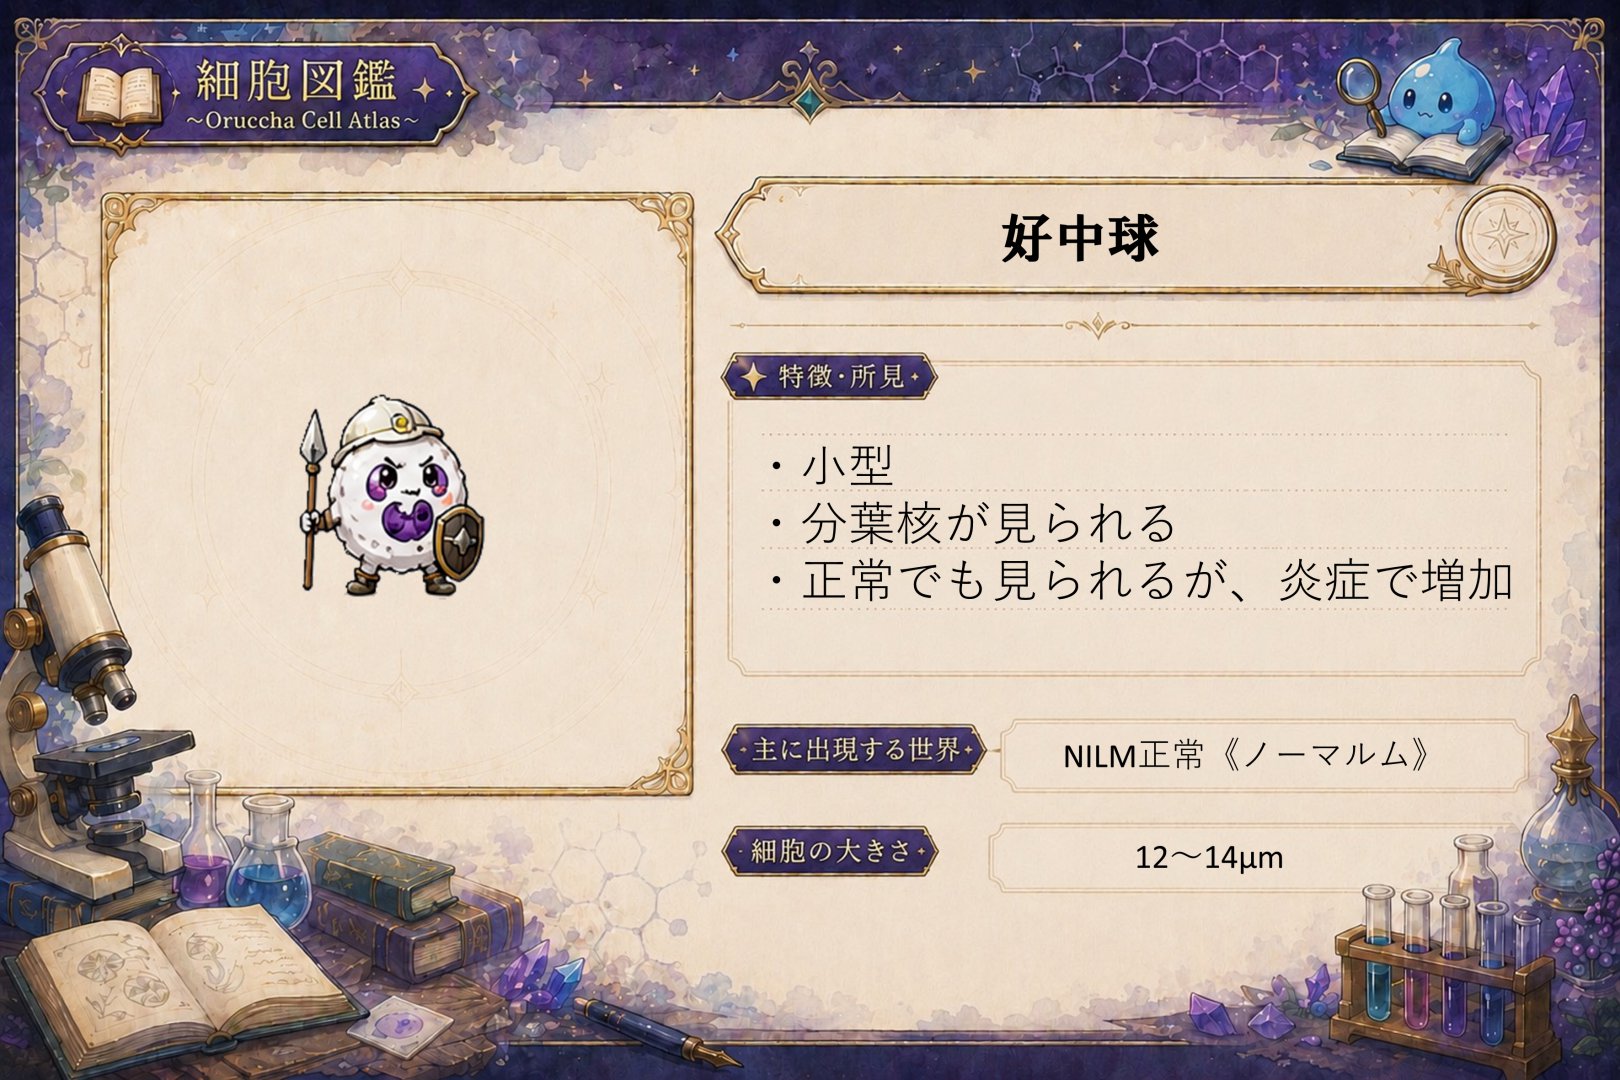 細胞図鑑
～Oruccha Cell Atlas～
好中球
特徴・所見
・小型
・分葉核が見られる
・正常でも見られるが、炎症で増加
主に出現する世界
NILM正常《ノーマルム》
細胞の大きさ
12～14μm